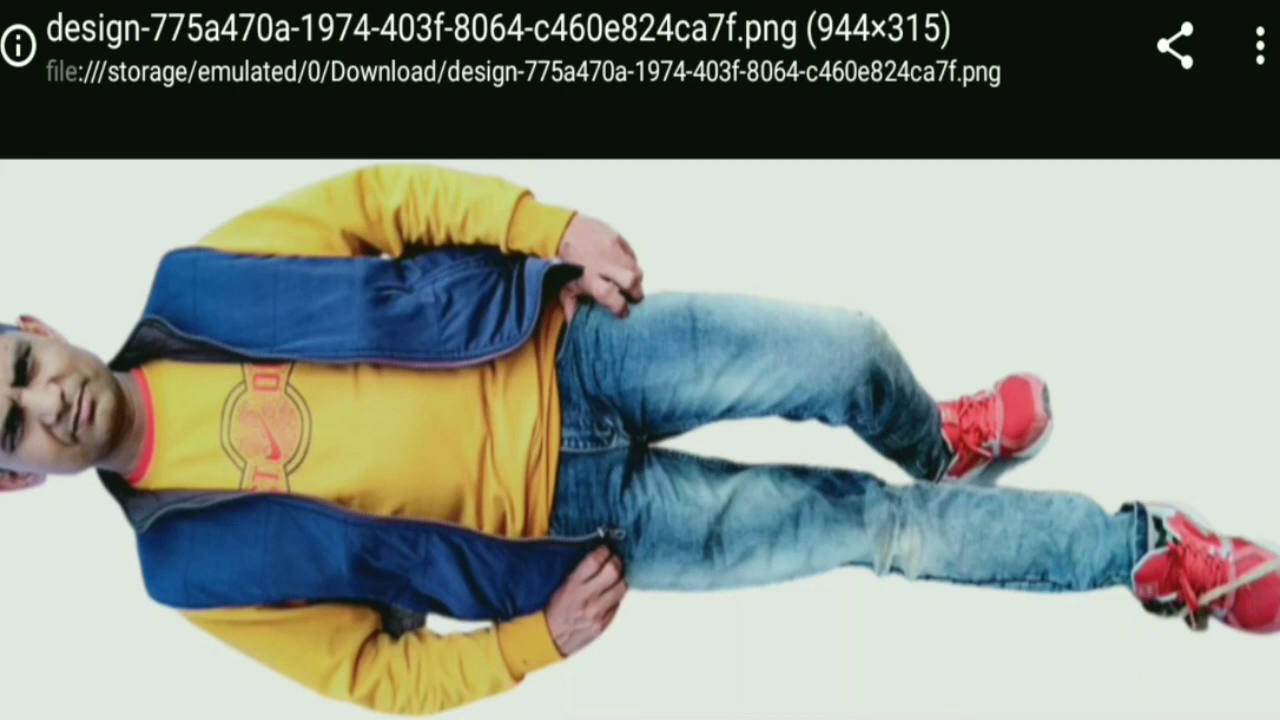 design-775a470a-1974-403f-8064-c460e824ca7f.png (944×315)
file:///storage/emulated/0/Download/design-775a470a-1974-403f-8064-c460e824ca7f.png